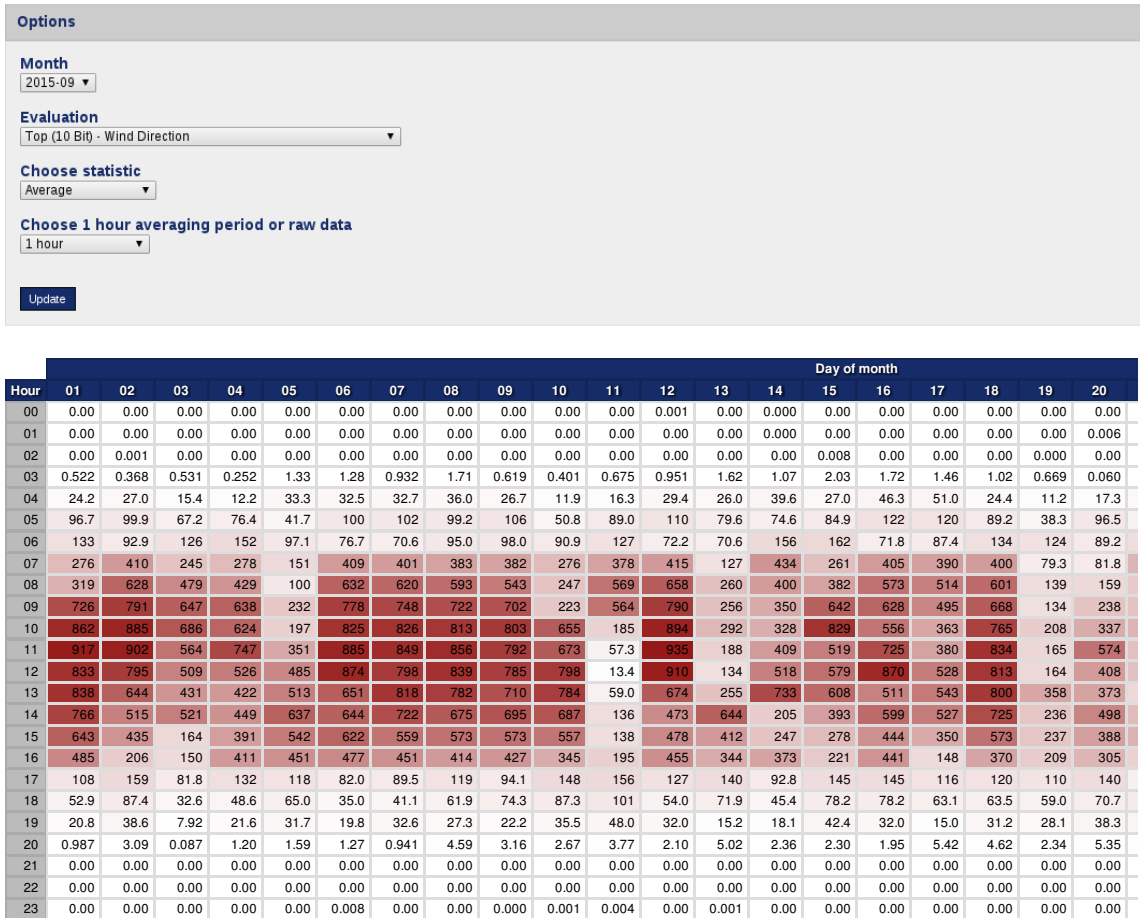 Options
Month
2015-09 ▼
Evaluation
Top (10 Bit) - Wind Direction ▼
Choose statistic
Average ▼
Choose 1 hour averaging period or raw data
1 hour ▼
Update
Day of month
Hour 01 02 03 04 05 06 07 08 09 10 11 12 13 14 15 16 17 18 19 20
00 0.00 0.00 0.00 0.00 0.00 0.00 0.00 0.00 0.00 0.00 0.00 0.001 0.00 0.000 0.00 0.00 0.00 0.00 0.00 0.00
01 0.00 0.00 0.00 0.00 0.00 0.00 0.00 0.00 0.00 0.00 0.00 0.00 0.00 0.000 0.00 0.00 0.00 0.00 0.00 0.006
02 0.00 0.001 0.00 0.00 0.00 0.00 0.00 0.00 0.00 0.00 0.00 0.00 0.00 0.00 0.008 0.00 0.00 0.00 0.000 0.00
03 0.522 0.368 0.531 0.252 1.33 1.28 0.932 1.71 0.619 0.401 0.675 0.951 1.62 1.07 2.03 1.72 1.46 1.02 0.669 0.060
04 24.2 27.0 15.4 12.2 33.3 32.5 32.7 36.0 26.7 11.9 16.3 29.4 26.0 39.6 27.0 46.3 51.0 24.4 11.2 17.3
05 96.7 99.9 67.2 76.4 41.7 100 102 99.2 106 50.8 89.0 110 79.6 74.6 84.9 122 120 89.2 38.3 96.5
06 133 92.9 126 152 97.1 76.7 70.6 95.0 98.0 90.9 127 72.2 70.6 156 162 71.8 87.4 134 124 89.2
07 276 410 245 278 151 409 401 383 382 276 378 415 127 434 261 405 390 400 79.3 81.8
08 319 628 479 429 100 632 620 593 543 247 569 658 260 400 382 573 514 601 139 159
09 726 791 647 638 232 778 748 722 702 223 564 790 256 350 642 628 495 668 134 238
10 862 885 686 624 197 825 826 813 803 655 185 894 292 328 829 556 363 765 208 337
11 917 902 564 747 351 885 849 856 792 673 57.3 935 188 409 519 725 380 834 165 574
12 833 795 509 526 485 874 798 839 785 798 13.4 910 134 518 579 870 528 813 164 408
13 838 644 431 422 513 651 818 782 710 784 59.0 674 255 733 608 511 543 800 358 373
14 766 515 521 449 637 644 722 675 695 687 136 473 644 205 393 599 527 725 236 498
15 643 435 164 391 542 622 559 573 573 557 138 478 412 247 278 444 350 573 237 388
16 485 206 150 411 451 477 451 414 427 345 195 455 344 373 221 441 148 370 209 305
17 108 159 81.8 132 118 82.0 89.5 119 94.1 148 156 127 140 92.8 145 145 116 120 110 140
18 52.9 87.4 32.6 48.6 65.0 35.0 41.1 61.9 74.3 87.3 101 54.0 71.9 45.4 78.2 78.2 63.1 63.5 59.0 70.7
19 20.8 38.6 7.92 21.6 31.7 19.8 32.6 27.3 22.2 35.5 48.0 32.0 15.2 18.1 42.4 32.0 15.0 31.2 28.1 38.3
20 0.987 3.09 0.087 1.20 1.59 1.27 0.941 4.59 3.16 2.67 3.77 2.10 5.02 2.36 2.30 1.95 5.42 4.62 2.34 5.35
21 0.00 0.00 0.00 0.00 0.00 0.00 0.00 0.00 0.00 0.00 0.00 0.00 0.00 0.00 0.00 0.00 0.00 0.00 0.00 0.00
22 0.00 0.00 0.00 0.00 0.00 0.00 0.00 0.00 0.00 0.00 0.00 0.00 0.00 0.00 0.00 0.00 0.00 0.00 0.00 0.00
23 0.00 0.00 0.00 0.00 0.00 0.008 0.00 0.00 0.000 0.001 0.004 0.00 0.001 0.00 0.00 0.00 0.00 0.00 0.00 0.00